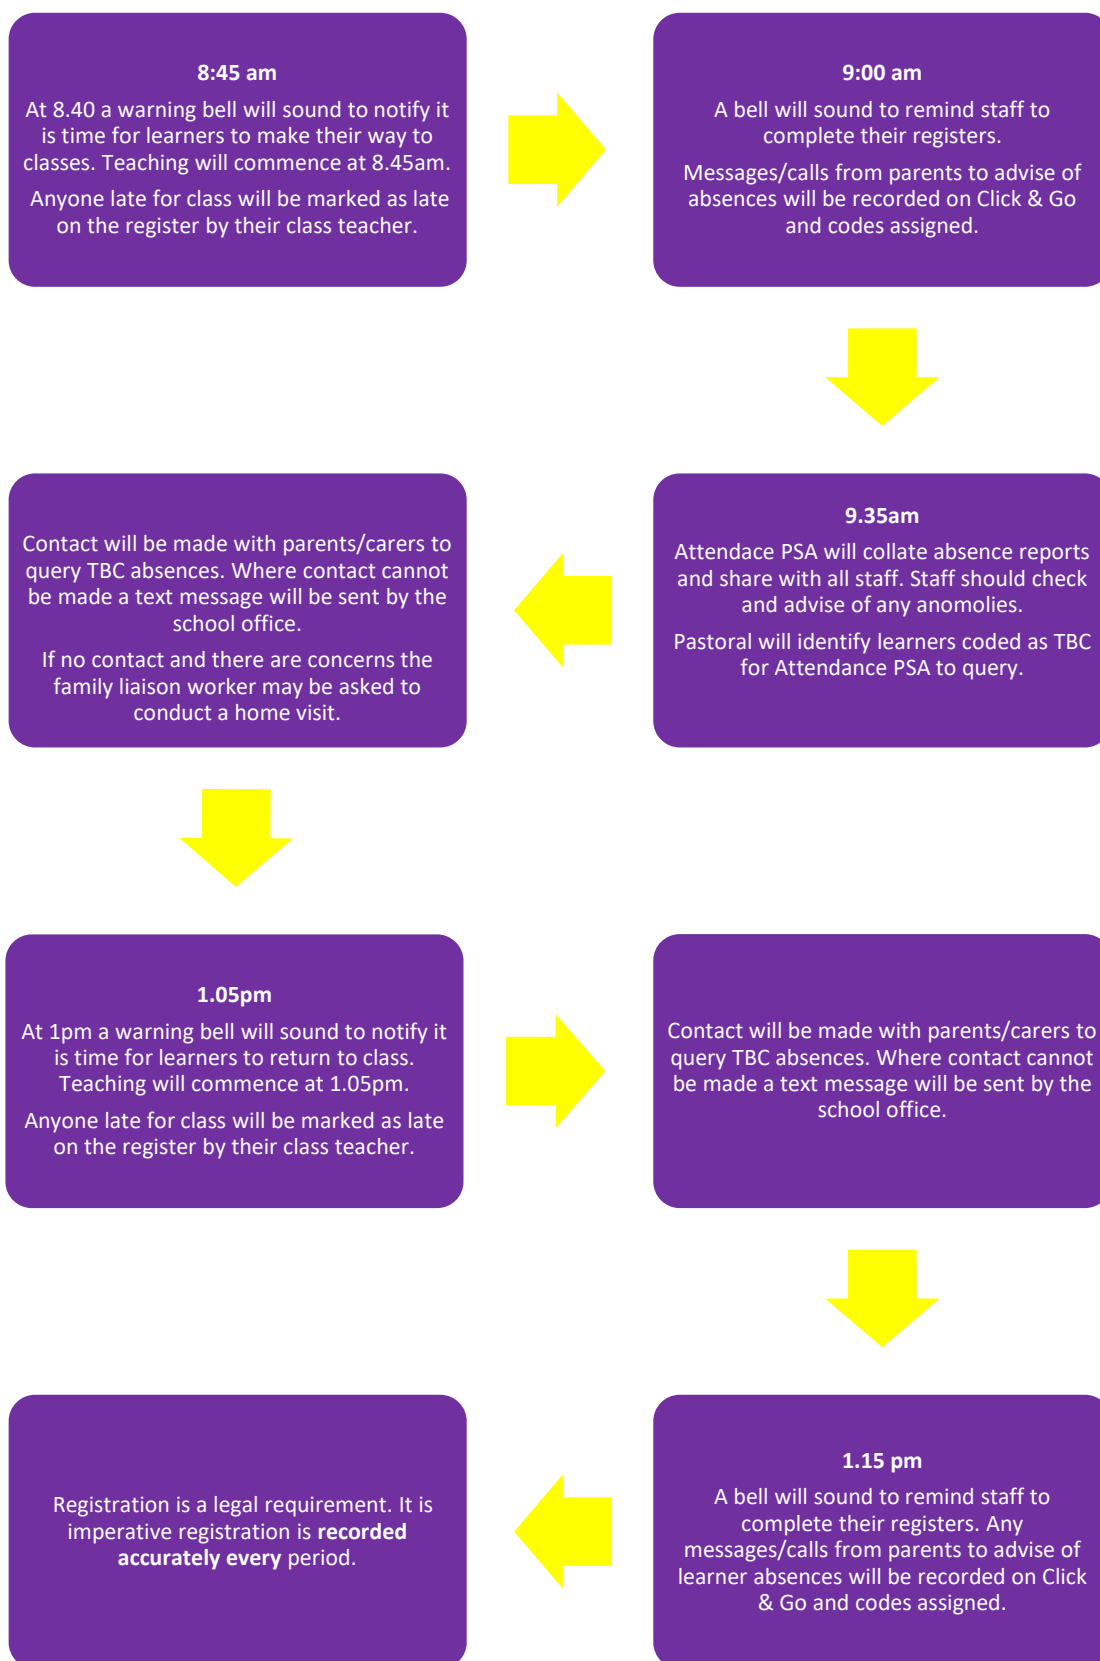 8:45 am
At 8.40 a warning bell will sound to notify it
is time for learners to make their way to
classes. Teaching will commence at 8.45am.
Anyone late for class will be marked as late
on the register by their class teacher.
9:00 am
A bell will sound to remind staff to
complete their registers.
Messages/calls from parents to advise of
absences will be recorded on Click & Go
and codes assigned.
9.35am
Attendace PSA will collate absence reports
and share with all staff. Staff should check
and advise of any anomolies.
Pastoral will identify learners coded as TBC
for Attendance PSA to query.
Contact will be made with parents/carers to
query TBC absences. Where contact cannot
be made a text message will be sent by the
school office.
If no contact and there are concerns the
family liaison worker may be asked to
conduct a home visit.
1.05pm
At 1pm a warning bell will sound to notify it
is time for learners to return to class.
Teaching will commence at 1.05pm.
Anyone late for class will be marked as late
on the register by their class teacher.
Contact will be made with parents/carers to
query TBC absences. Where contact cannot
be made a text message will be sent by the
school office.
1.15 pm
A bell will sound to remind staff to
complete their registers. Any
messages/calls from parents to advise of
learner absences will be recorded on Click
& Go and codes assigned.
Registration is a legal requirement. It is
imperative registration is recorded
accurately every period.